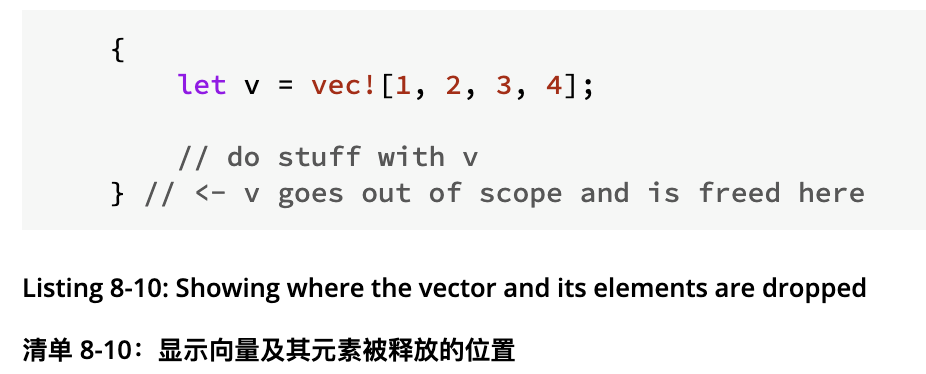 {
let v = vec![1, 2, 3, 4];
// do stuff with v
} // <- v goes out of scope and is freed here
Listing 8-10: Showing where the vector and its elements are dropped
清单 8-10：显示向量及其元素被释放的位置